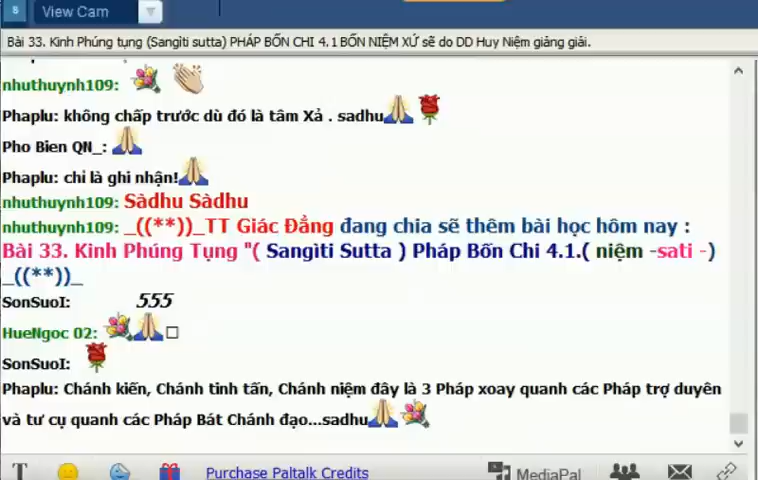 View Cam
Bài 33. Kinh Phúng tụng (Sangìti sutta) PHÁP BỐN CHI 4.1 BỐN NIỆM XỨ sẽ do DD Huy Niệm giảng giải.
nhuthuynh109:
Phaplu: không chấp trước dù đó là tâm Xả . sadhu
Pho Bien QN_:
Phaplu: chỉ là ghi nhận!
nhuthuynh109: Sàdhu Sàdhu
nhuthuynh109: _((**))_TT Giác Đẳng đang chia sẽ thêm bài học hôm nay :
Bài 33. Kinh Phúng Tụng "( Sangìti Sutta ) Pháp Bốn Chi 4.1.( niệm -sati -)
_((**))_
SonSuoI: 555
HueNgoc 02:
SonSuoI:
Phaplu: Chánh kiến, Chánh tinh tấn, Chánh niệm đây là 3 Pháp xoay quanh các Pháp trợ duyên
và tư cụ quanh các Pháp Bát Chánh đạo...sadhu
T Purchase Paltalk Credits MediaPal